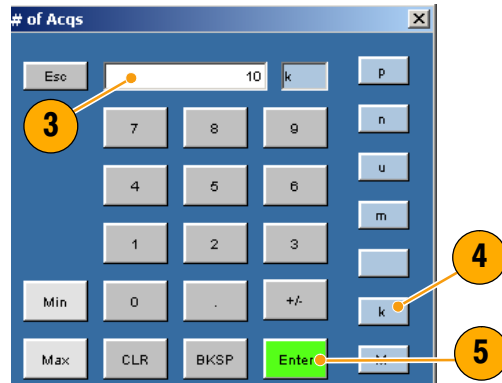 # of Acqs
Esc 10 k p
3
7 8 9 n
4 5 6 u
m
1 2 3
4
Min 0 . +/- k
5
Max CLR BKSP Enter M